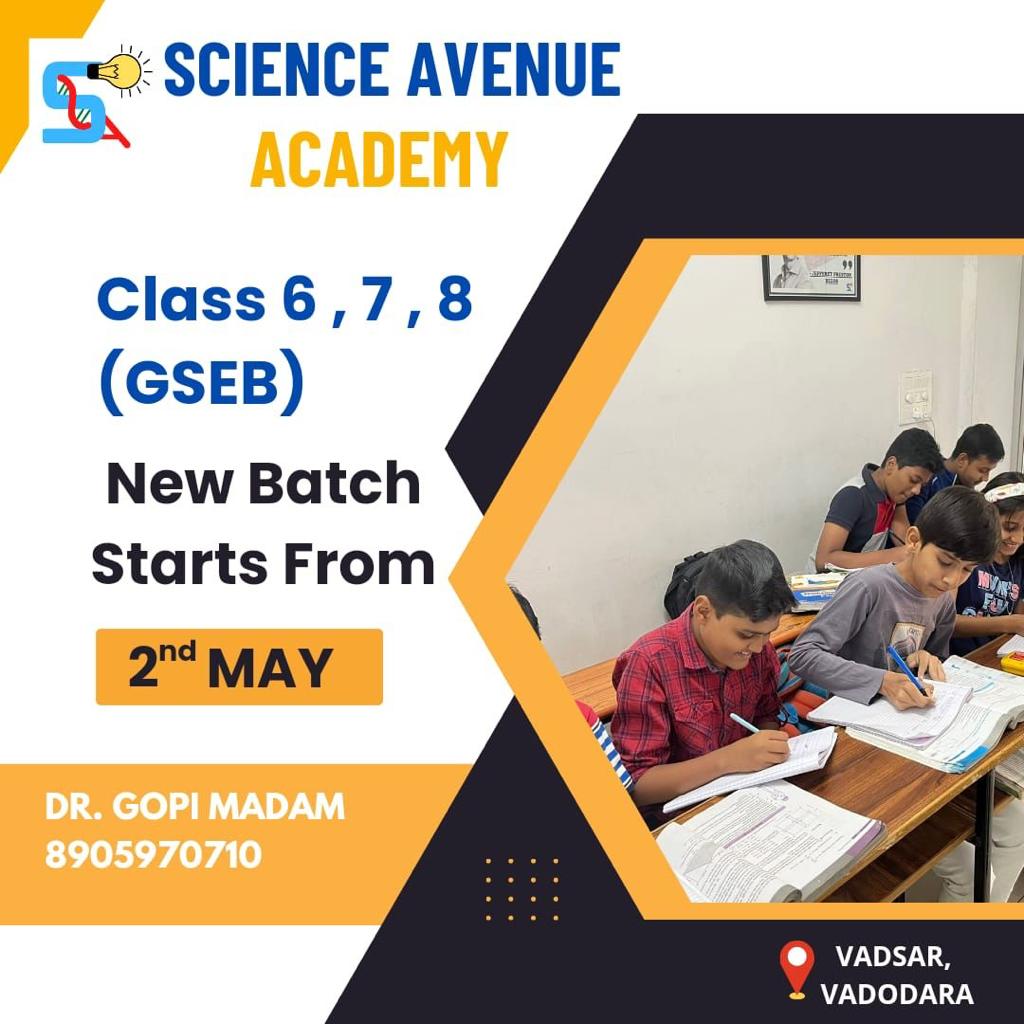 SCIENCE AVENUE
ACADEMY
Class 6 , 7 , 8
(GSEB)
New Batch
Starts From
2nd MAY
DR. GOPI MADAM
8905970710
VADSAR,
VADODARA